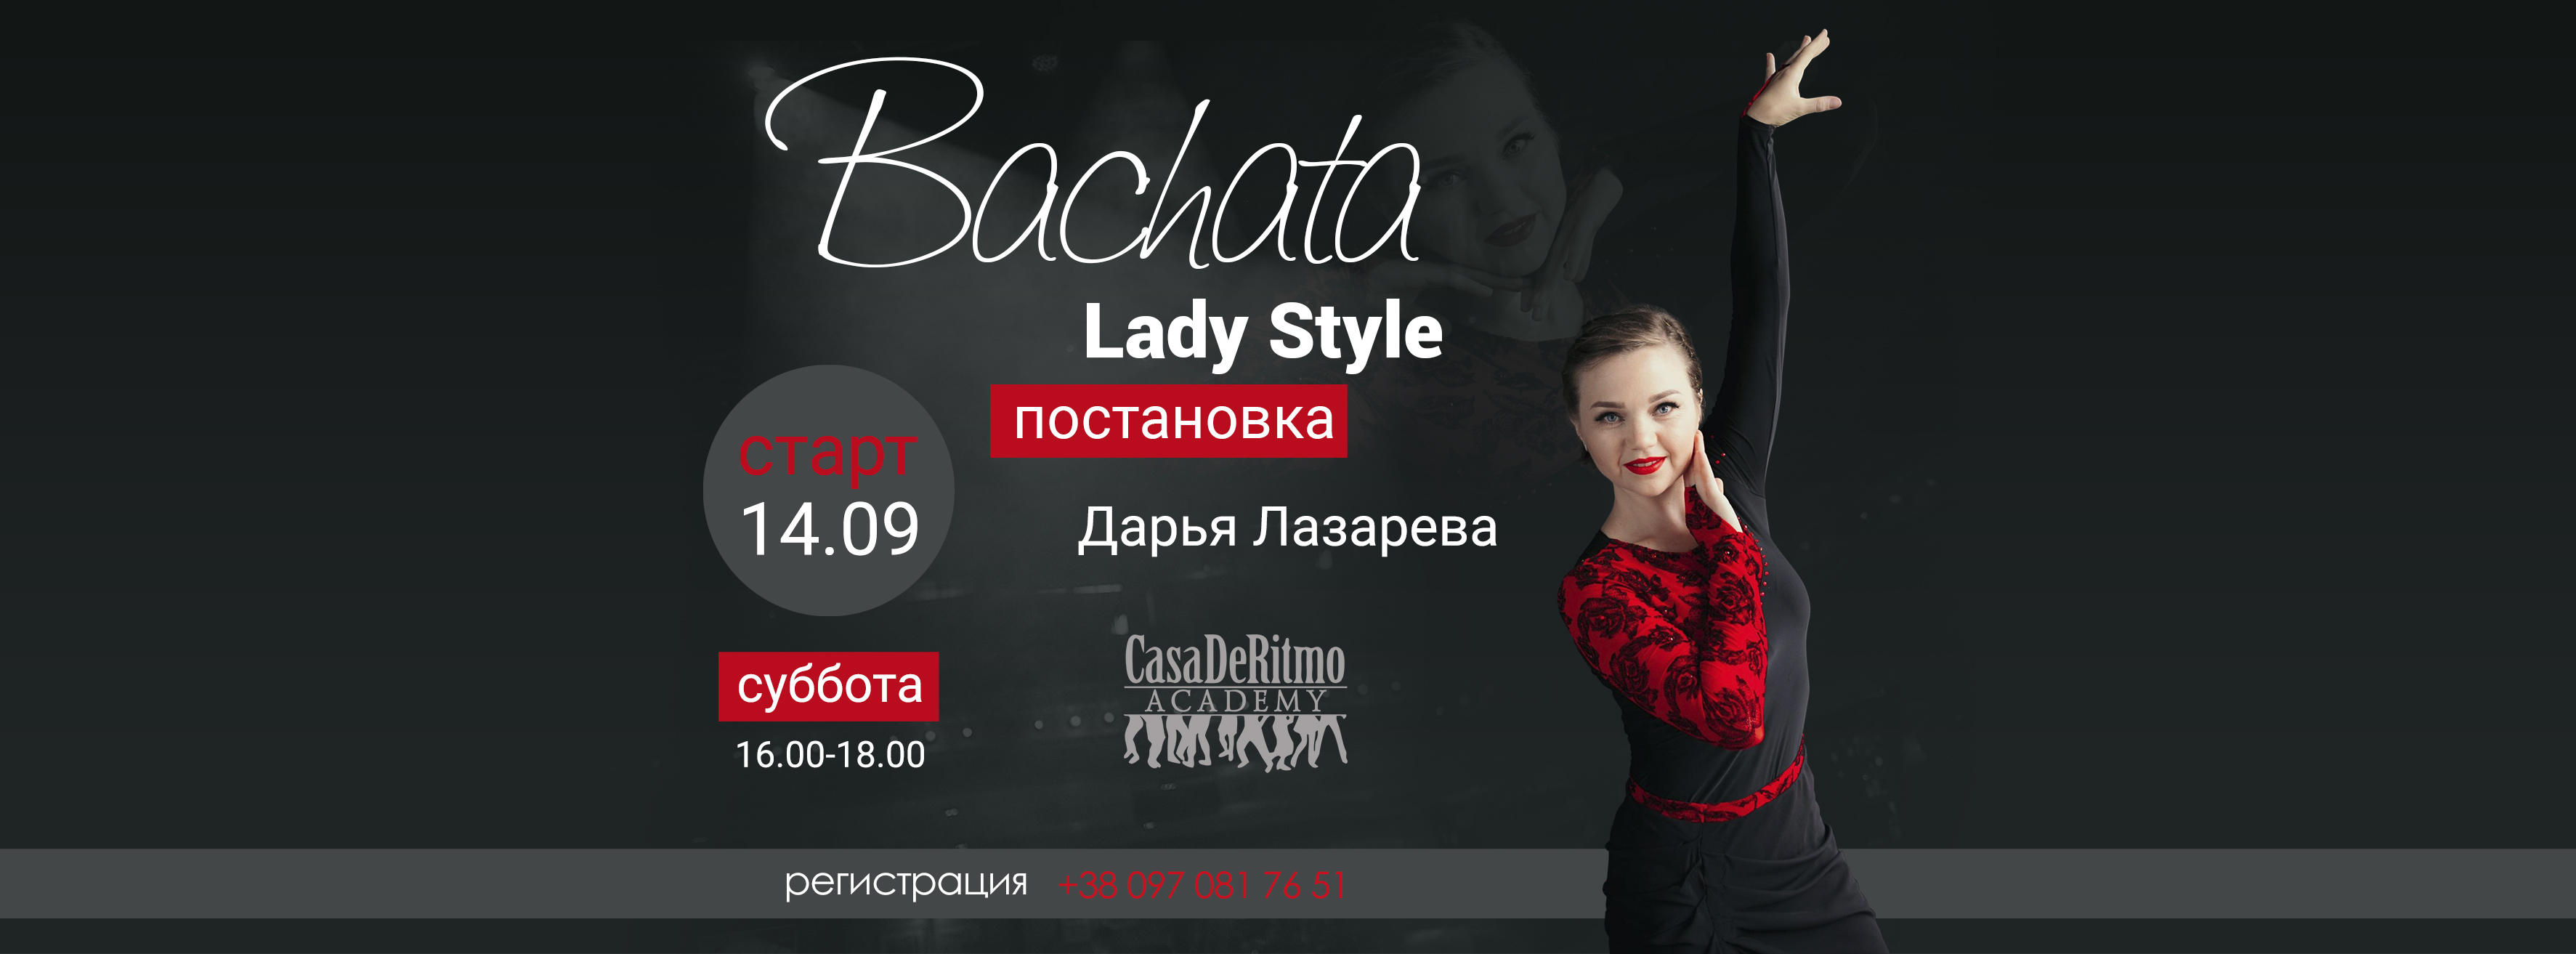 Bachata
Lady Style
постановка
старт
14.09
Дарья Лазарева
суббота
16.00-18.00
CasaDeRitmo
ACADEMY
регистрация +38 097 081 76 51